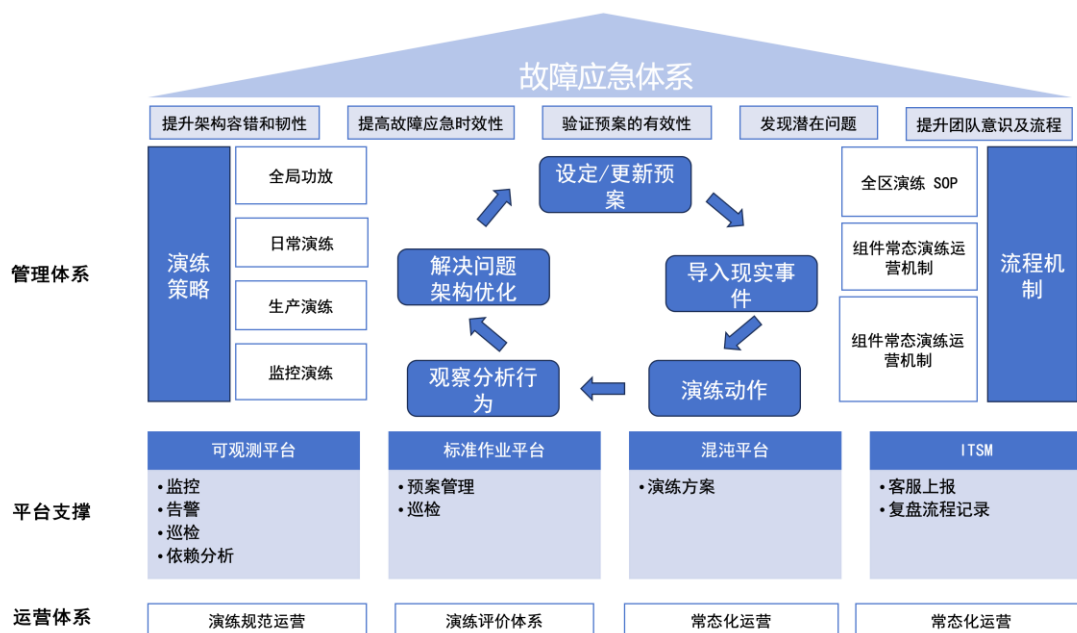 故障应急体系
提升架构容错和韧性
提高故障应急时效性
验证预案的有效性
发现潜在问题
提升团队意识及流程
管理体系
演练
策略
全局功放
日常演练
生产演练
监控演练
设定/更新预
案
导入现实事
件
演练动作
观察分析行
为
解决问题
架构优化
全区演练 SOP
组件常态演练运
营机制
组件常态演练运
营机制
流程机
制
平台支撑
可观测平台
•监控
•告警
•巡检
•依赖分析
标准作业平台
•预案管理
•巡检
混沌平台
•演练方案
ITSM
•客服上报
•复盘流程记录
运营体系
演练规范运营
演练评价体系
常态化运营
常态化运营